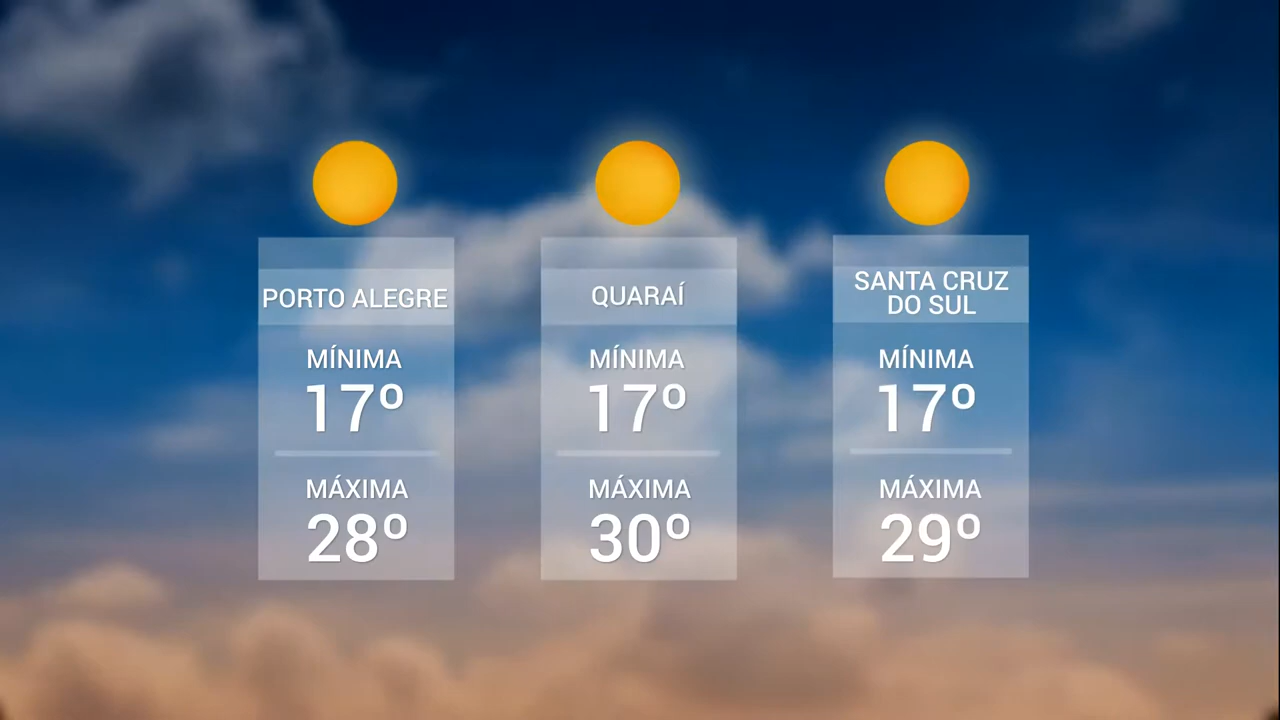 PORTO ALEGRE
MÍNIMA
17º
MÁXIMA
28º
QUARAÍ
MÍNIMA
17º
MÁXIMA
30º
SANTA CRUZ
DO SUL
MÍNIMA
17º
MÁXIMA
29º